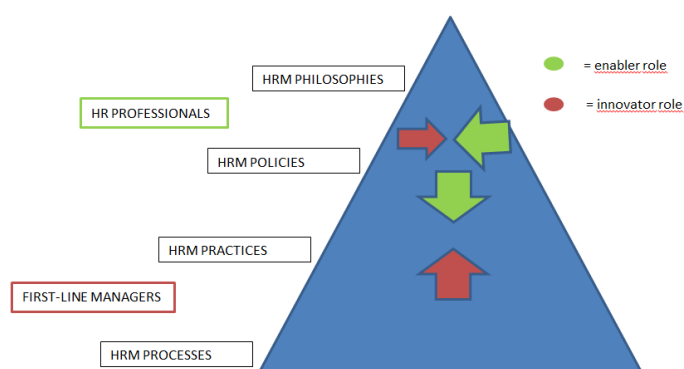 HRM PHILOSOPHIES
= enabler role
= innovator role
HR PROFESSIONALS
HRM POLICIES
HRM PRACTICES
FIRST-LINE MANAGERS
HRM PROCESSES